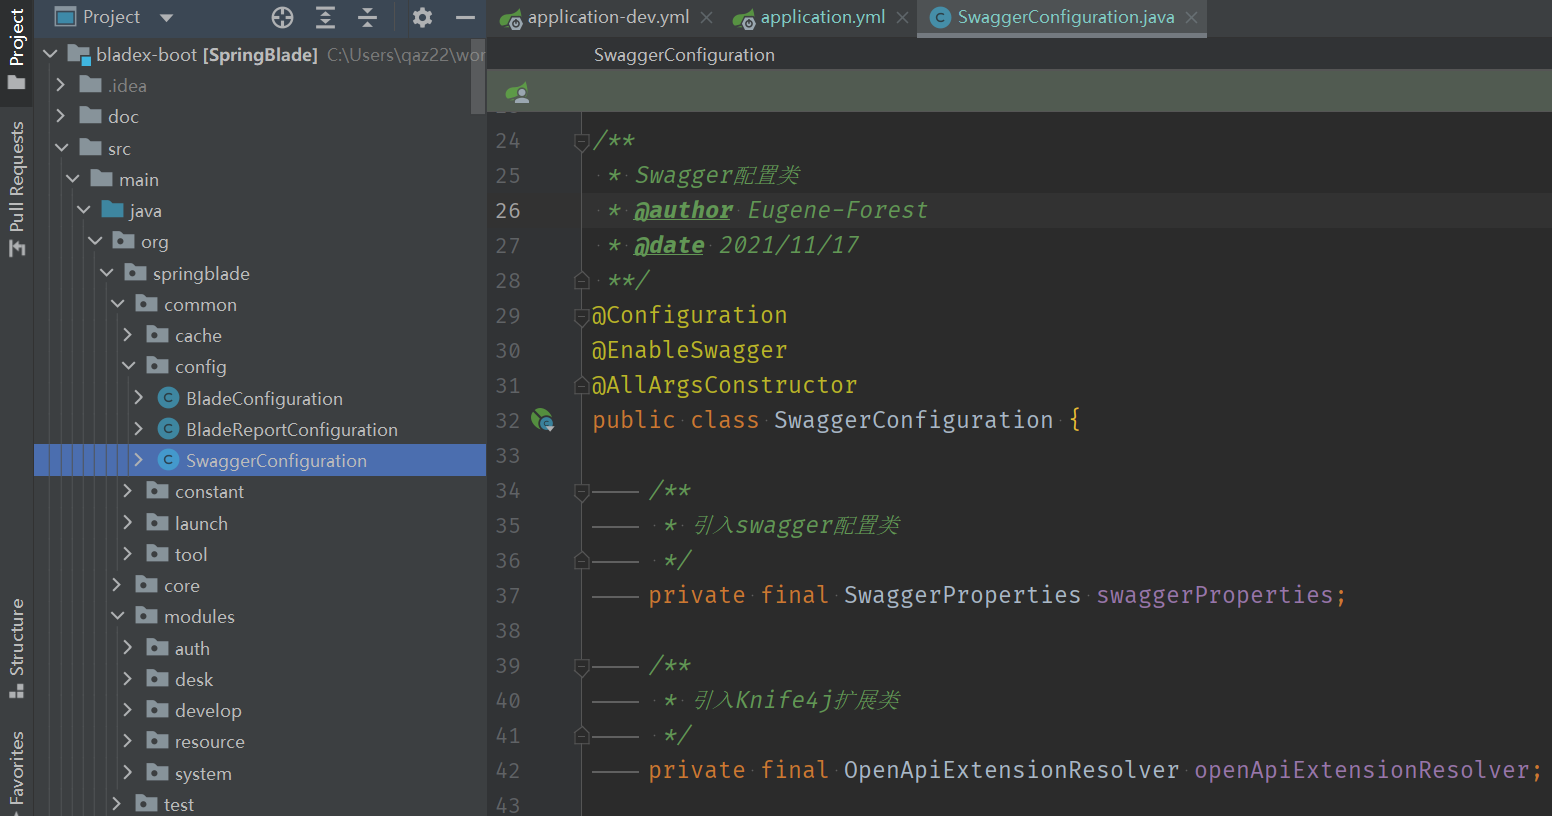 Project
Pull Requests
Structure
Favorites
Project
bladex-boot [SpringBlade] C:\Users\qaz22\wor
.idea
doc
src
main
java
org
springblade
common
cache
config
BladeConfiguration
BladeReportConfiguration
SwaggerConfiguration
constant
launch
tool
core
modules
auth
desk
develop
resource
system
test
application-dev.yml
application.yml
SwaggerConfiguration.java
SwaggerConfiguration
24 /**
25 * Swagger配置类
26 * @author Eugene-Forest
27 * @date 2021/11/17
28 **/
29 @Configuration
30 @EnableSwagger
31 @AllArgsConstructor
32 public class SwaggerConfiguration {
33
34 /**
35 * 引入swagger配置类
36 */
37 private final SwaggerProperties swaggerProperties;
38
39 /**
40 * 引入Knife4j扩展类
41 */
42 private final OpenApiExtensionResolver openApiExtensionResolver;
43